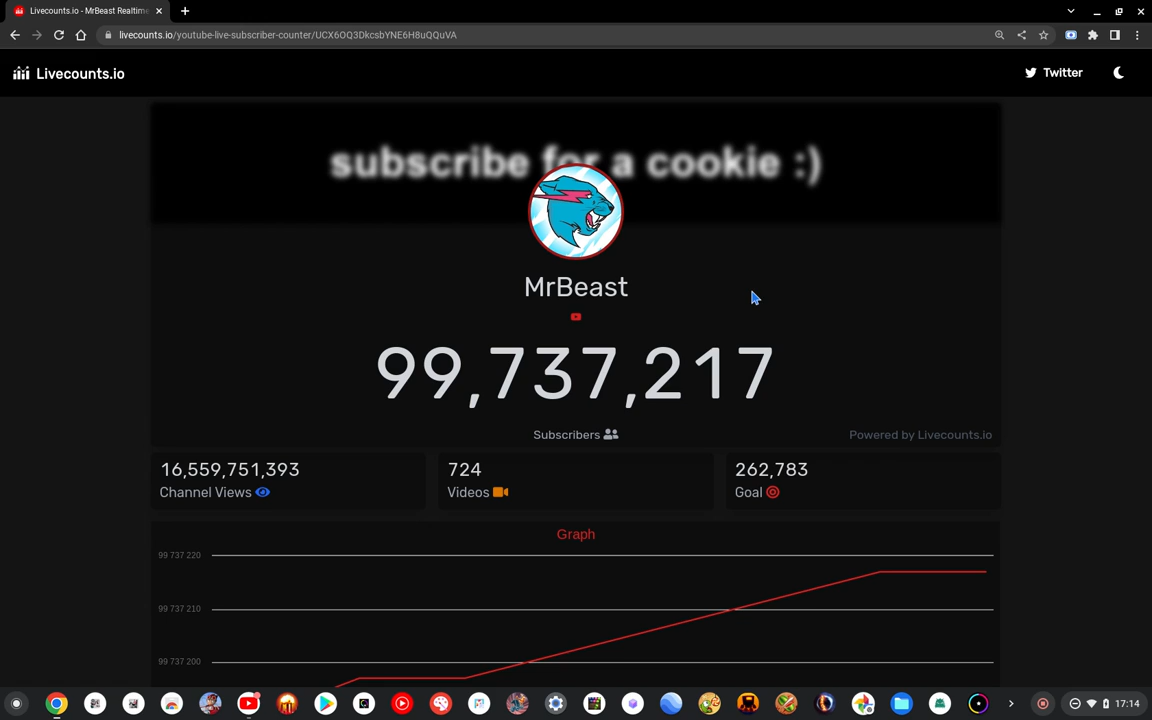 Livecounts.io - MrBeast Realtime
livecounts.io/youtube-live-subscriber-counter/UCX6OQ3DkcsbYNE6H8uQQuVA
Livecounts.io
Twitter
subscribe for a cookie :)
MrBeast
99,737,217
Subscribers
Powered by Livecounts.io
16,559,751,393
Channel Views
724
Videos
262,783
Goal
Graph
99 737 220
99 737 210
99 737 200
17:14